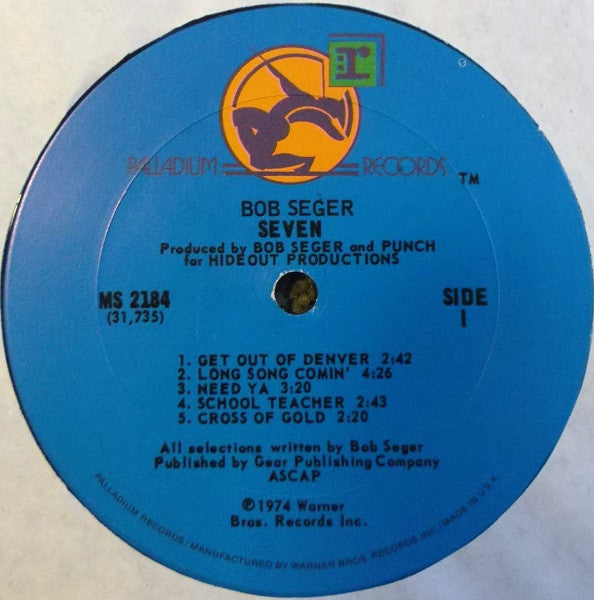 r
PALLADIUM RECORDS TM
BOB SEGER
SEVEN
Produced by BOB SEGER and PUNCH
for HIDEOUT PRODUCTIONS
MS 2184
(31,735)
SIDE
1
1. GET OUT OF DENVER 2:42
2. LONG SONG COMIN' 4:26
3. NEED YA 3:20
4. SCHOOL TEACHER 2:43
5. CROSS OF GOLD 2:20
All selections written by Bob Seger
Published by Gear Publishing Company
ASCAP
℗1974 Warner
Bros. Records Inc.
PALLADIUM RECORDS/MANUFACTURED BY WARNER BROS. RECORDS INC./MADE IN U.S.A.